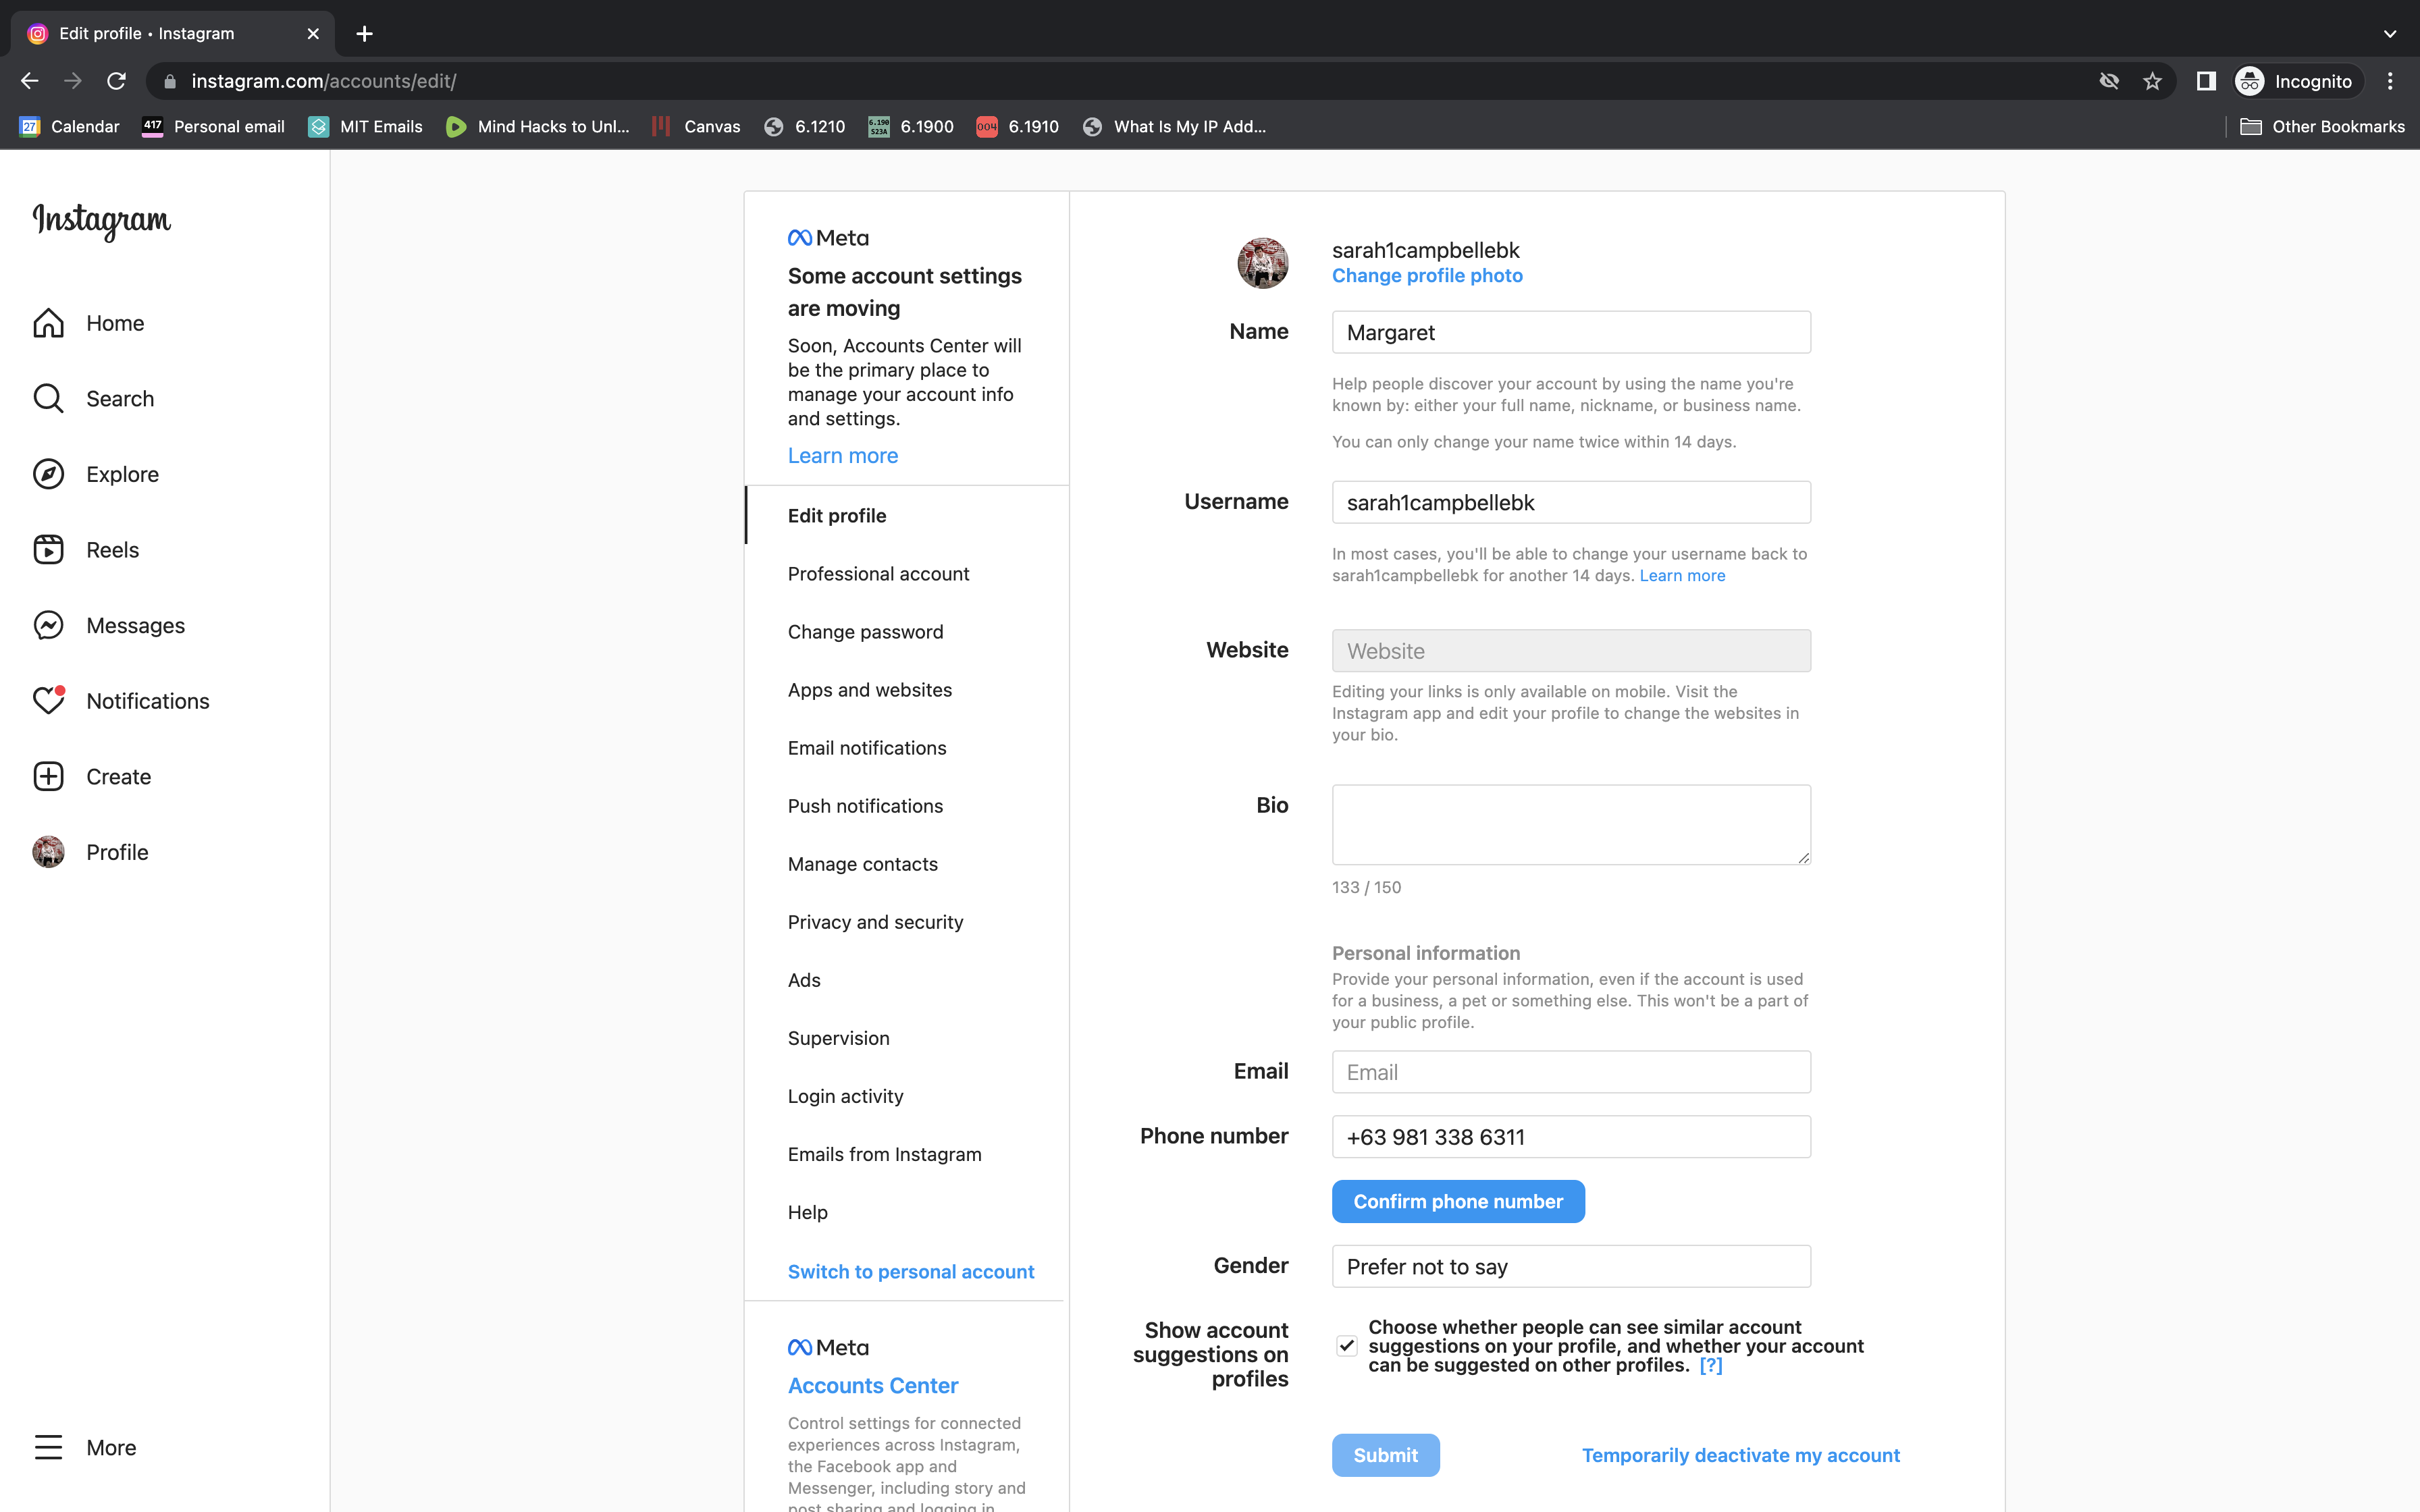 Edit profile • Instagram
instagram.com/accounts/edit/
Incognito
27 Calendar
417 Personal email
MIT Emails
Mind Hacks to Unl...
Canvas
6.1210
6.190 S23A 6.1900
004 6.1910
What Is My IP Add...
Other Bookmarks
Instagram
Home
Search
Explore
Reels
Messages
Notifications
Create
Profile
More
Meta
Some account settings
are moving
Soon, Accounts Center will
be the primary place to
manage your account info
and settings.
Learn more
Edit profile
Professional account
Change password
Apps and websites
Email notifications
Push notifications
Manage contacts
Privacy and security
Ads
Supervision
Login activity
Emails from Instagram
Help
Switch to personal account
Meta
Accounts Center
Control settings for connected
experiences across Instagram,
the Facebook app and
Messenger, including story and
post sharing and logging in.
sarah1campbellebk
Change profile photo
Name
Margaret
Help people discover your account by using the name you're
known by: either your full name, nickname, or business name.
You can only change your name twice within 14 days.
Username
sarah1campbellebk
In most cases, you'll be able to change your username back to
sarah1campbellebk for another 14 days. Learn more
Website
Website
Editing your links is only available on mobile. Visit the
Instagram app and edit your profile to change the websites in
your bio.
Bio
133 / 150
Personal information
Provide your personal information, even if the account is used
for a business, a pet or something else. This won't be a part of
your public profile.
Email
Email
Phone number
+63 981 338 6311
Confirm phone number
Gender
Prefer not to say
Show account
suggestions on
profiles
Choose whether people can see similar account
suggestions on your profile, and whether your account
can be suggested on other profiles. [?]
Submit
Temporarily deactivate my account